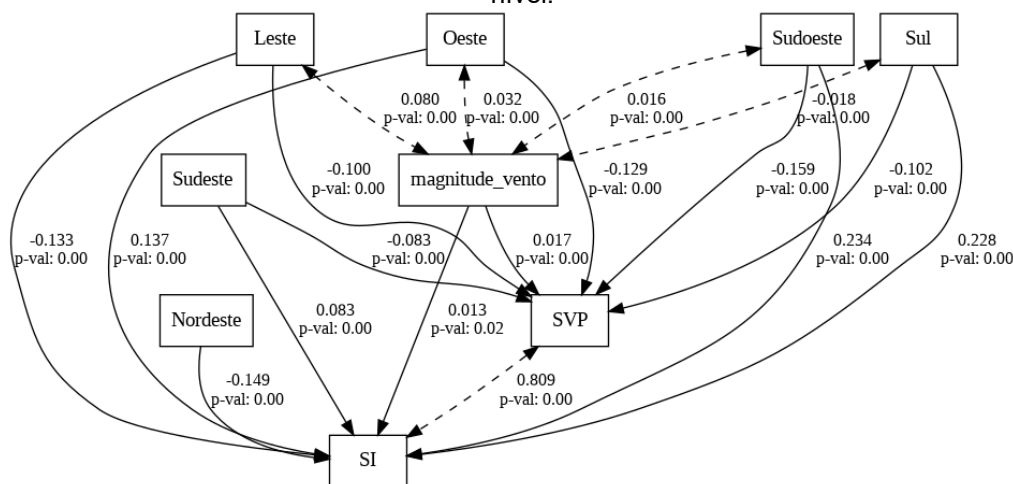 nível.
Leste
Oeste
Sudoeste
Sul
0.080
p-val: 0.00
0.032
p-val: 0.00
0.016
p-val: 0.00
-0.018
p-val: 0.00
Sudeste
magnitude_vento
-0.100
p-val: 0.00
-0.129
p-val: 0.00
-0.159
p-val: 0.00
-0.102
p-val: 0.00
-0.133
p-val: 0.00
0.137
p-val: 0.00
-0.083
p-val: 0.00
0.017
p-val: 0.00
0.234
p-val: 0.00
0.228
p-val: 0.00
Nordeste
0.083
p-val: 0.00
0.013
p-val: 0.02
SVP
-0.149
p-val: 0.00
0.809
p-val: 0.00
SI